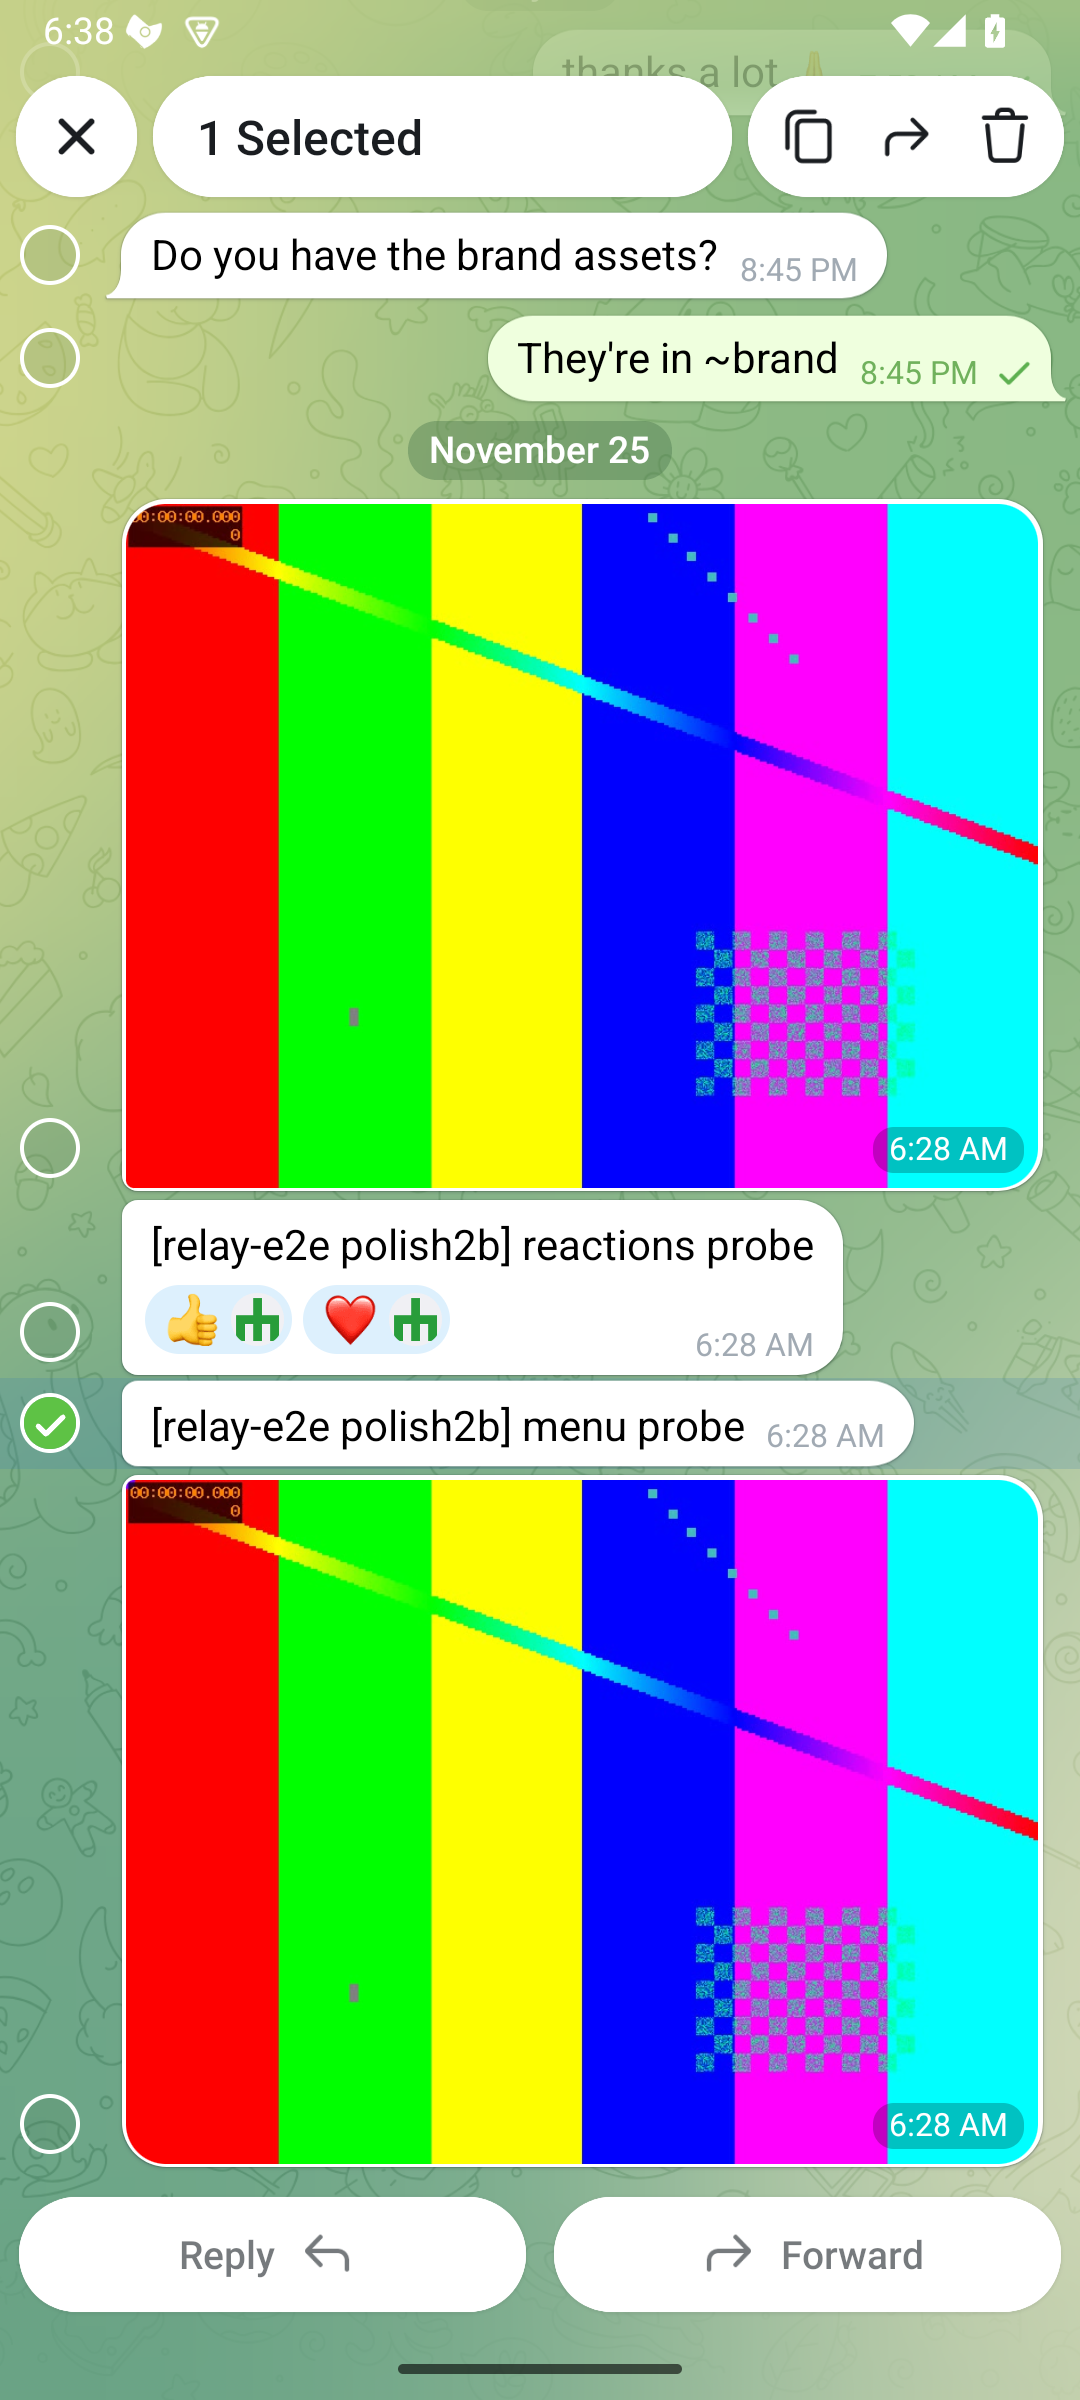 6:38
thanks a lot
1 Selected
Do you have the brand assets? 8:45 PM
They're in ~brand 8:45 PM
November 25
00:00:00.000
0
6:28 AM
[relay-e2e polish2b] reactions probe
6:28 AM
[relay-e2e polish2b] menu probe 6:28 AM
00:00:00.000
0
6:28 AM
Reply
Forward